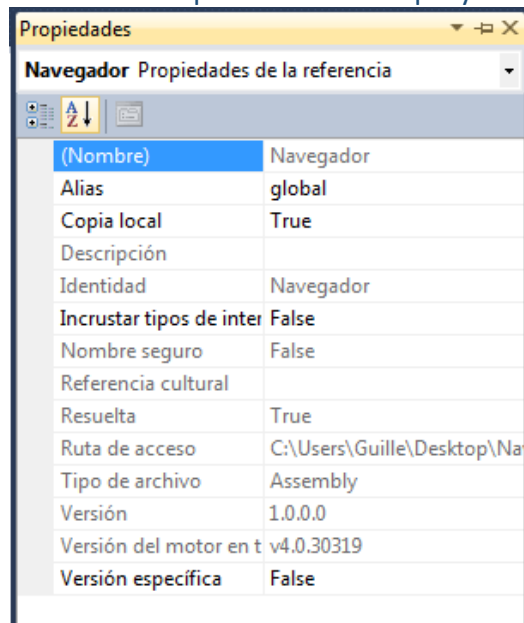 Propiedades
Navegador Propiedades de la referencia
(Nombre) Navegador
Alias global
Copia local True
Descripción
Identidad Navegador
Incrustar tipos de inter False
Nombre seguro False
Referencia cultural
Resuelta True
Ruta de acceso C:\Users\Guille\Desktop\Na
Tipo de archivo Assembly
Versión 1.0.0.0
Versión del motor en t v4.0.30319
Versión específica False